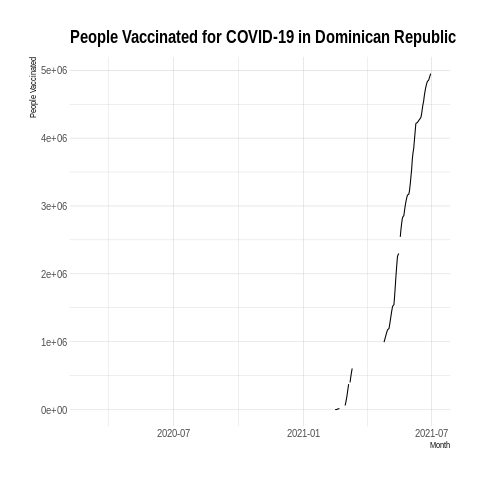 People Vaccinated for COVID-19 in Dominican Republic
People Vaccinated
5e+06
4e+06
3e+06
2e+06
1e+06
0e+00
2020-07 2021-01 2021-07
Month